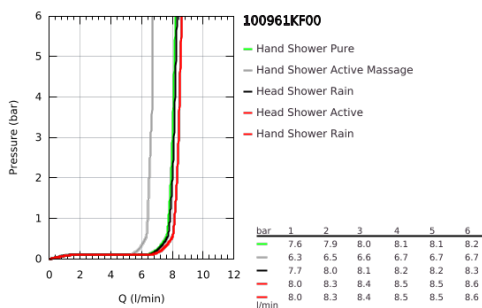 100961KF00
Hand Shower Pure
Hand Shower Active Massage
Head Shower Rain
Head Shower Active
Hand Shower Rain
Pressure (bar)
6
5
4
3
2
1
0
0 2 4 6 8 10 12
Q (l/min)
bar 1 2 3 4 5 6
7.6 7.9 8.0 8.1 8.1 8.2
6.3 6.5 6.6 6.7 6.7 6.7
7.7 8.0 8.1 8.2 8.2 8.3
8.0 8.3 8.4 8.5 8.5 8.6
8.0 8.3 8.4 8.5 8.5 8.6
l/min